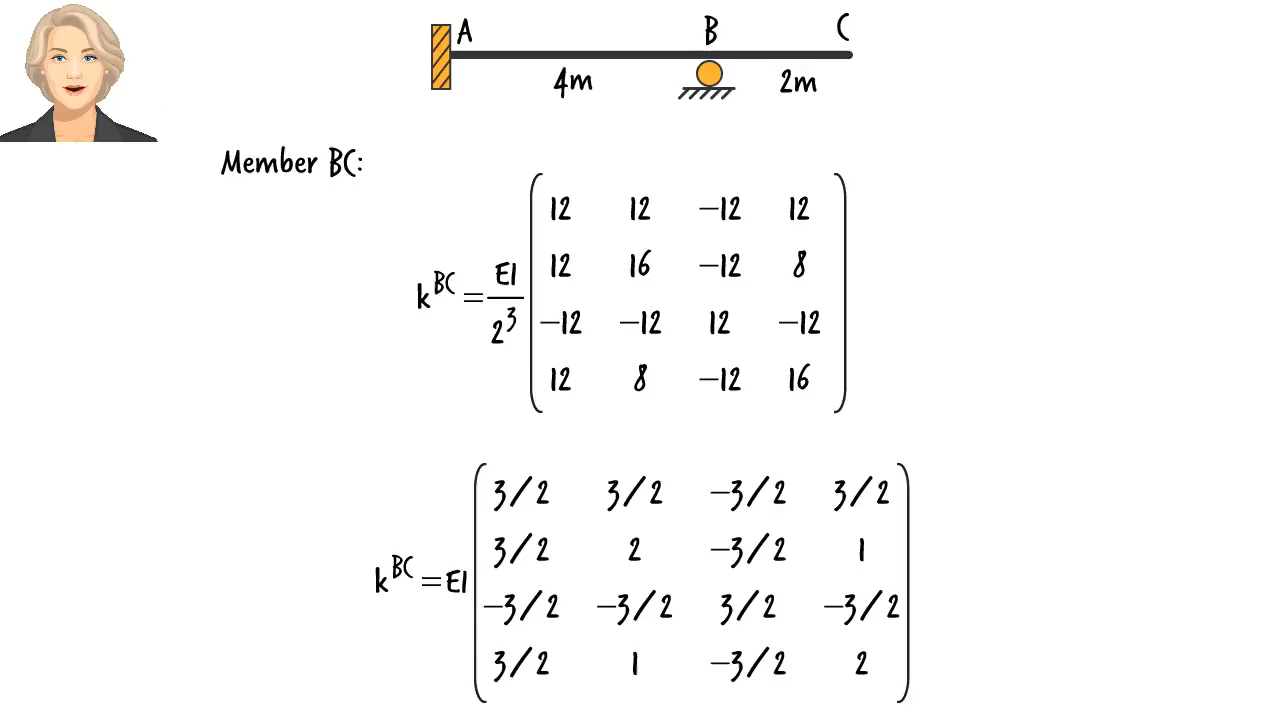 A B C
4m 2m
Member BC:
12 12 −12 12
12 16 −12 8
k^BC = EI / 2^3
−12 −12 12 −12
12 8 −12 16
3/2 3/2 −3/2 3/2
3/2 2 −3/2 1
k^BC = EI
−3/2 −3/2 3/2 −3/2
3/2 1 −3/2 2